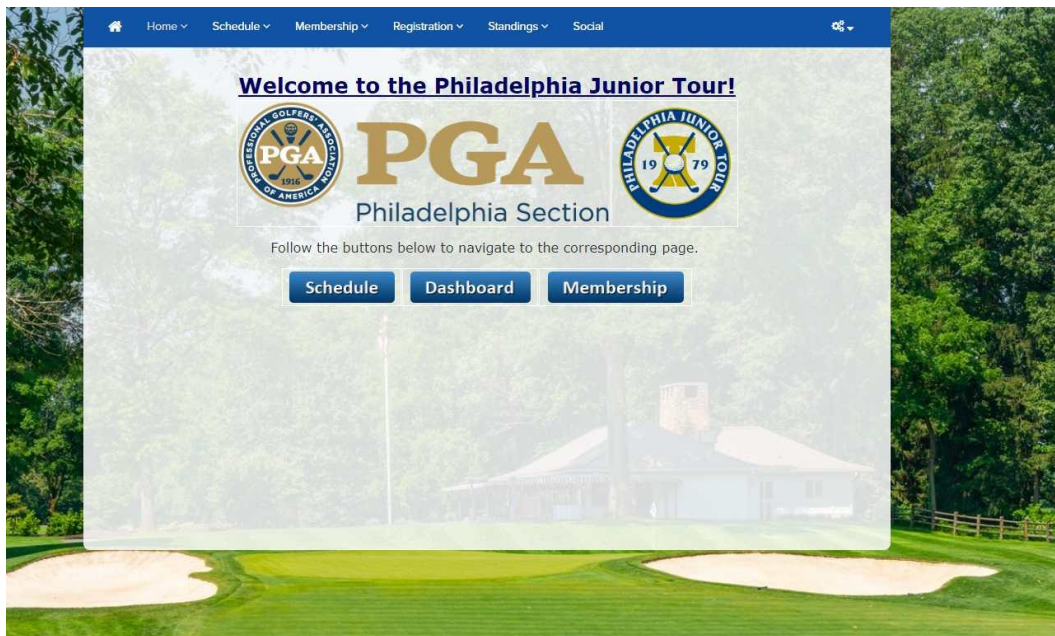 Home Schedule Membership Registration Standings Social
Welcome to the Philadelphia Junior Tour!
PROFESSIONAL GOLFERS' ASSOCIATION OF AMERICA
PGA
1916
PGA
Philadelphia Section
PHILADELPHIA JUNIOR TOUR
19 79
Follow the buttons below to navigate to the corresponding page.
Schedule Dashboard Membership